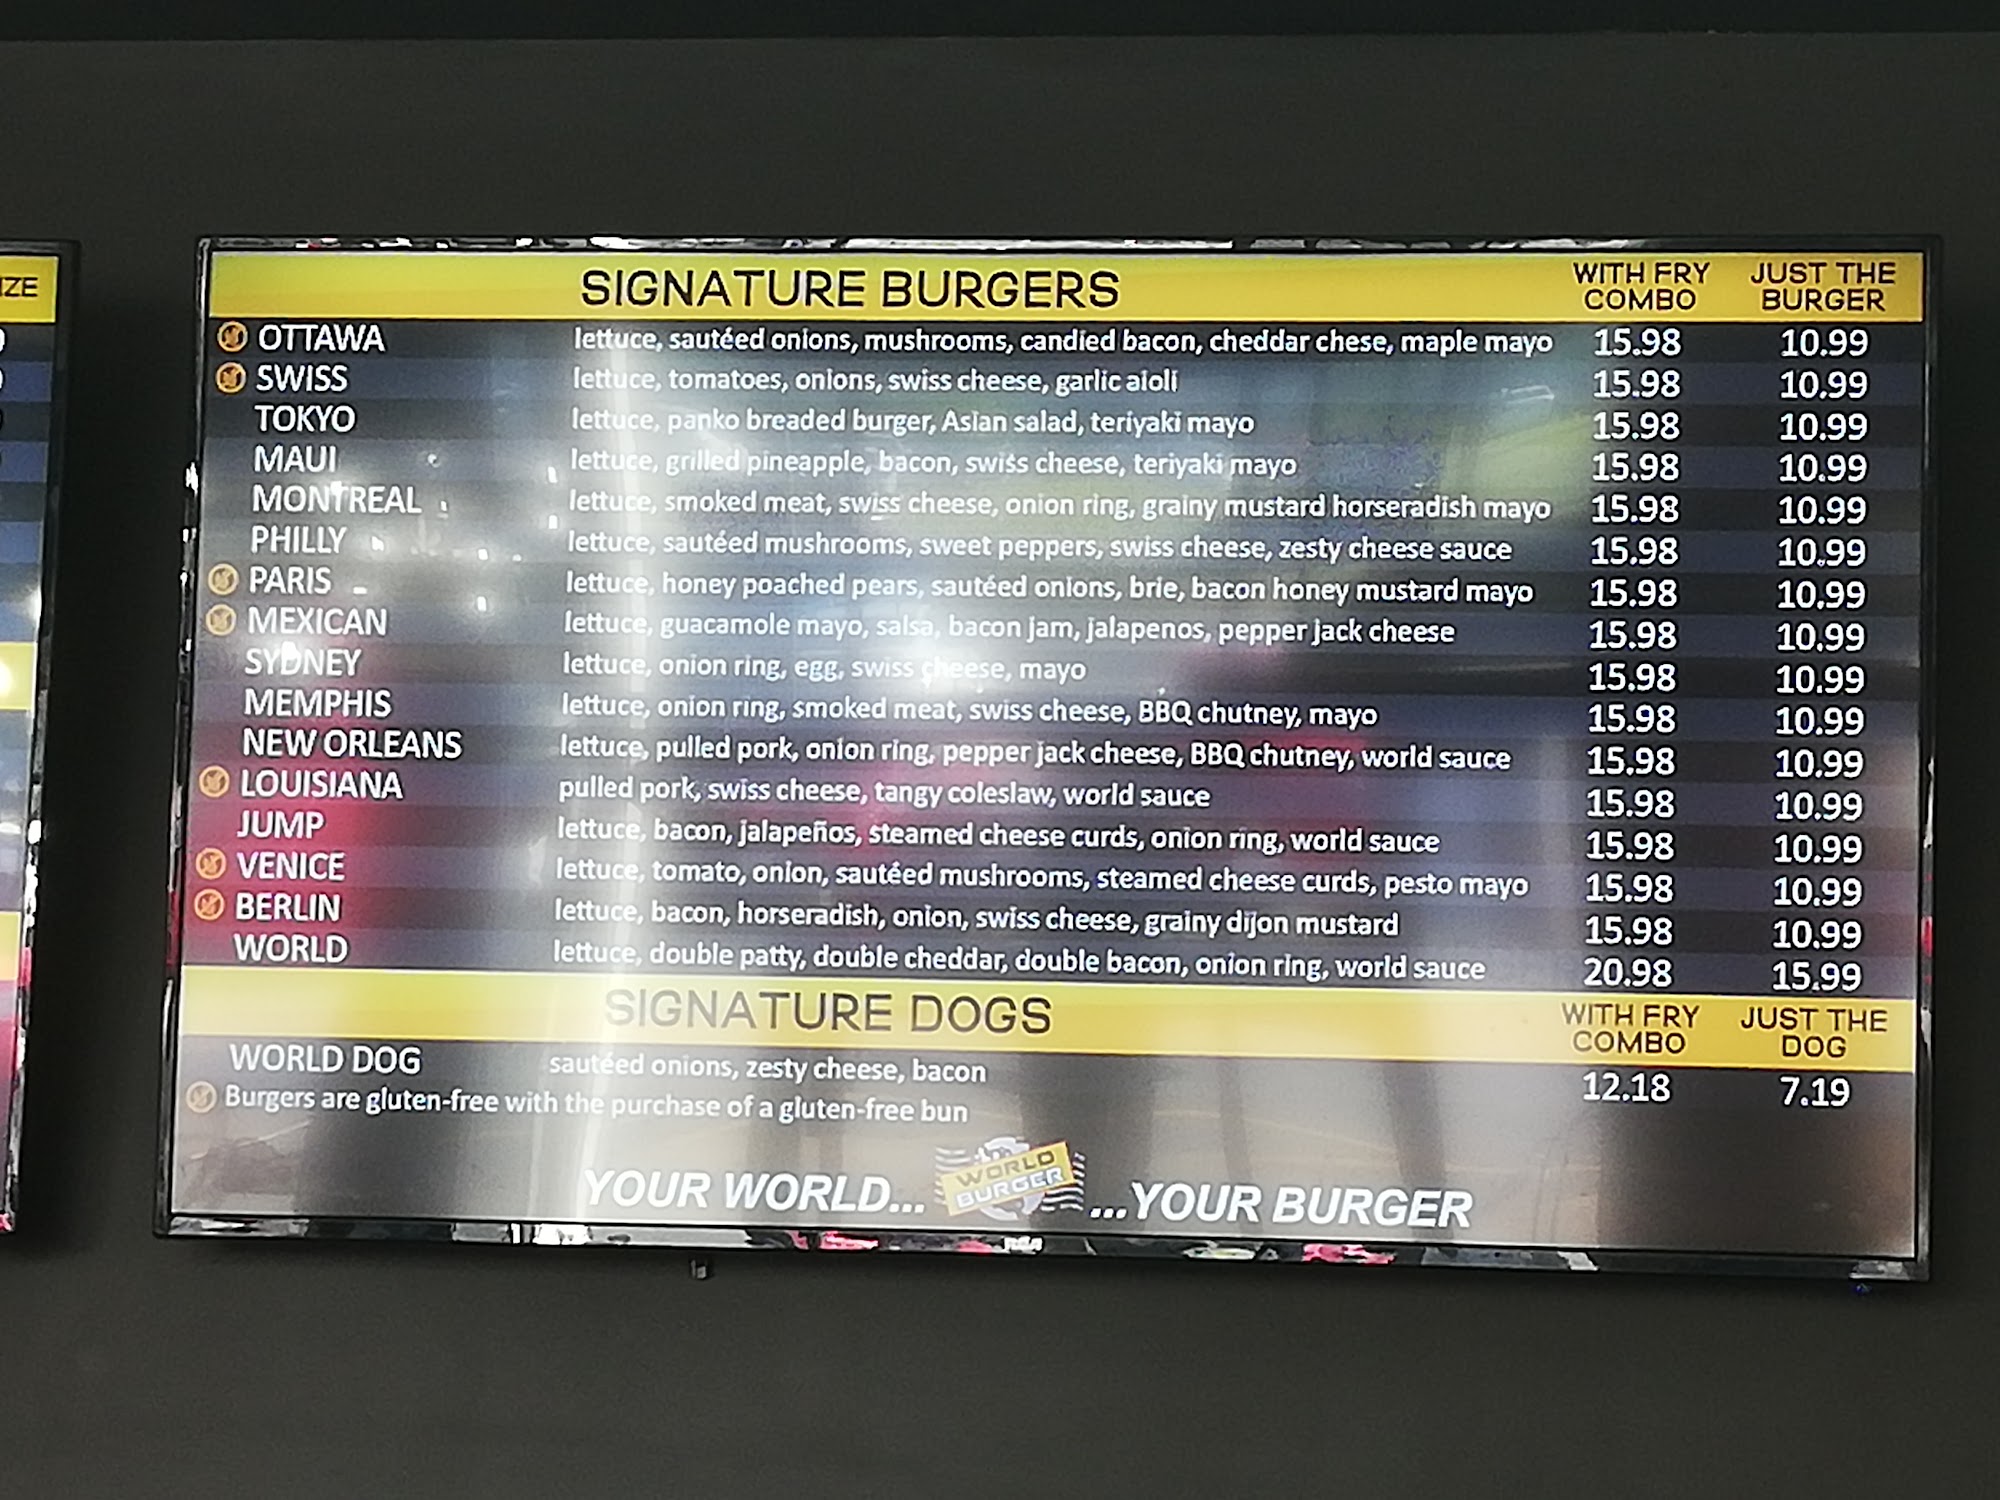 IZE
SIGNATURE BURGERS WITH FRY COMBO JUST THE BURGER
OTTAWA lettuce, sautéed onions, mushrooms, candied bacon, cheddar chese, maple mayo 15.98 10.99
SWISS lettuce, tomatoes, onions, swiss cheese, garlic aioli 15.98 10.99
TOKYO lettuce, panko breaded burger, Asian salad, teriyaki mayo 15.98 10.99
MAUI lettuce, grilled pineapple, bacon, swiss cheese, teriyaki mayo 15.98 10.99
MONTREAL lettuce, smoked meat, swiss cheese, onion ring, grainy mustard horseradish mayo 15.98 10.99
PHILLY lettuce, sautéed mushrooms, sweet peppers, swiss cheese, zesty cheese sauce 15.98 10.99
PARIS lettuce, honey poached pears, sautéed onions, brie, bacon honey mustard mayo 15.98 10.99
MEXICAN lettuce, guacamole mayo, salsa, bacon jam, jalapenos, pepper jack cheese 15.98 10.99
SYDNEY lettuce, onion ring, egg, swiss cheese, mayo 15.98 10.99
MEMPHIS lettuce, onion ring, smoked meat, swiss cheese, BBQ chutney, mayo 15.98 10.99
NEW ORLEANS lettuce, pulled pork, onion ring, pepper jack cheese, BBQ chutney, world sauce 15.98 10.99
LOUISIANA pulled pork, swiss cheese, tangy coleslaw, world sauce 15.98 10.99
JUMP lettuce, bacon, jalapeños, steamed cheese curds, onion ring, world sauce 15.98 10.99
VENICE lettuce, tomato, onion, sautéed mushrooms, steamed cheese curds, pesto mayo 15.98 10.99
BERLIN lettuce, bacon, horseradish, onion, swiss cheese, grainy dijon mustard 15.98 10.99
WORLD lettuce, double patty, double cheddar, double bacon, onion ring, world sauce 20.98 15.99
SIGNATURE DOGS WITH FRY COMBO JUST THE DOG
WORLD DOG sautéed onions, zesty cheese, bacon 12.18 7.19
Burgers are gluten-free with the purchase of a gluten-free bun
YOUR WORLD... WORLD BURGER ...YOUR BURGER